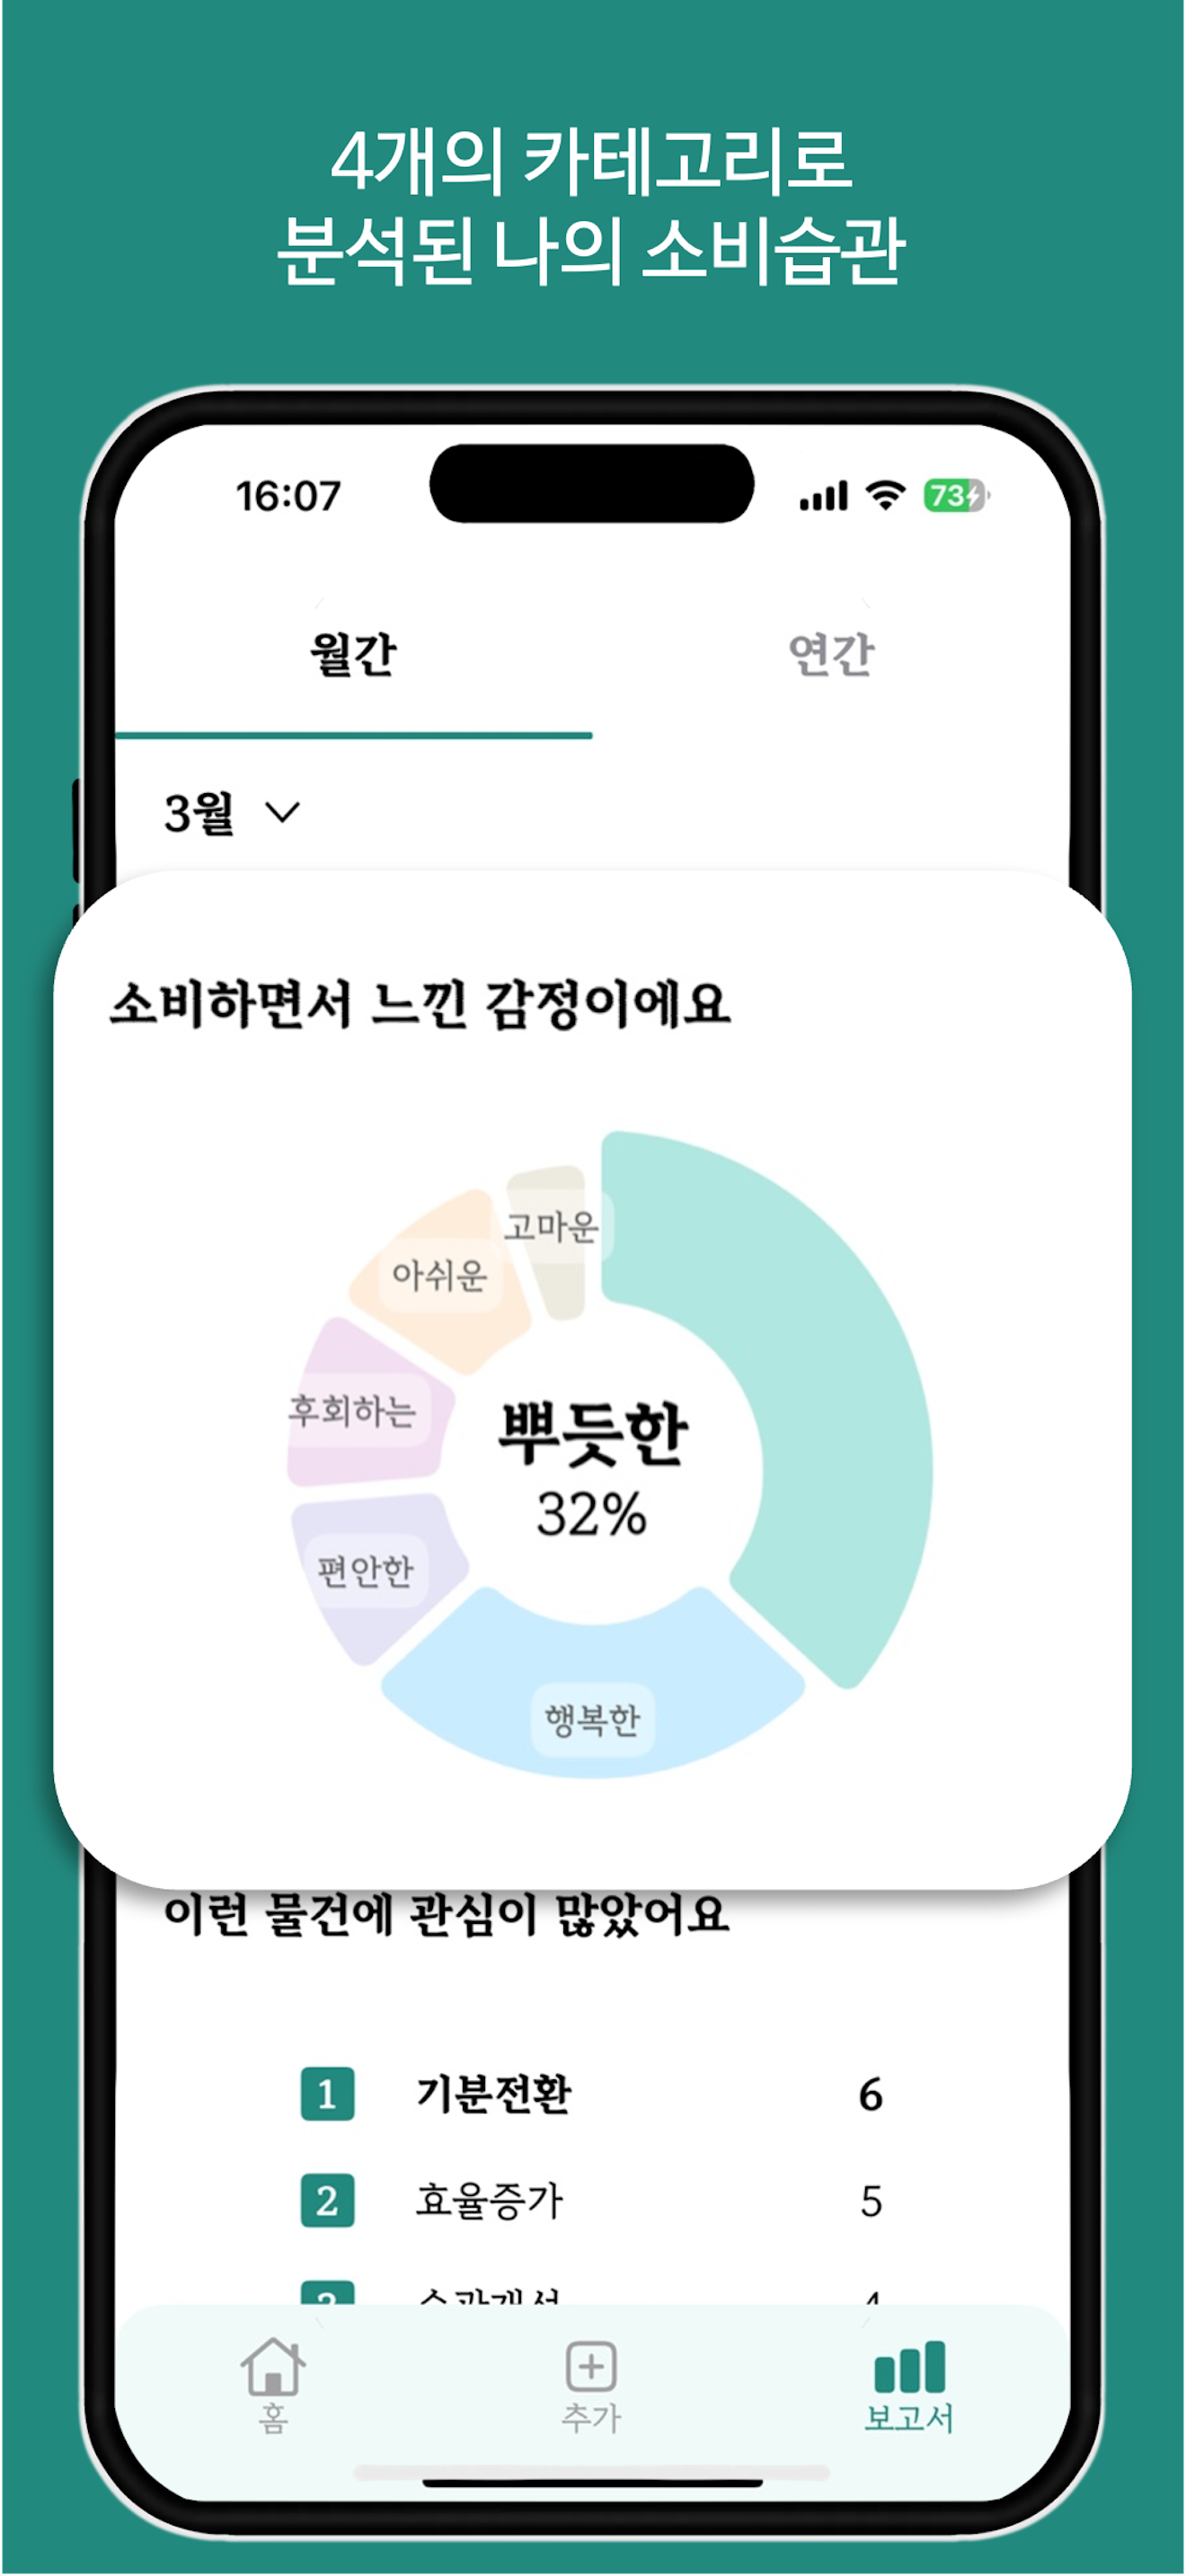 4개의 카테고리로
분석된 나의 소비습관
16:07
73
월간 연간
3월
소비하면서 느낀 감정이에요
고마운
아쉬운
후회하는
뿌듯한
32%
편안한
행복한
이런 물건에 관심이 많았어요
1 기분전환 6
2 효율증가 5
홈 추가 보고서